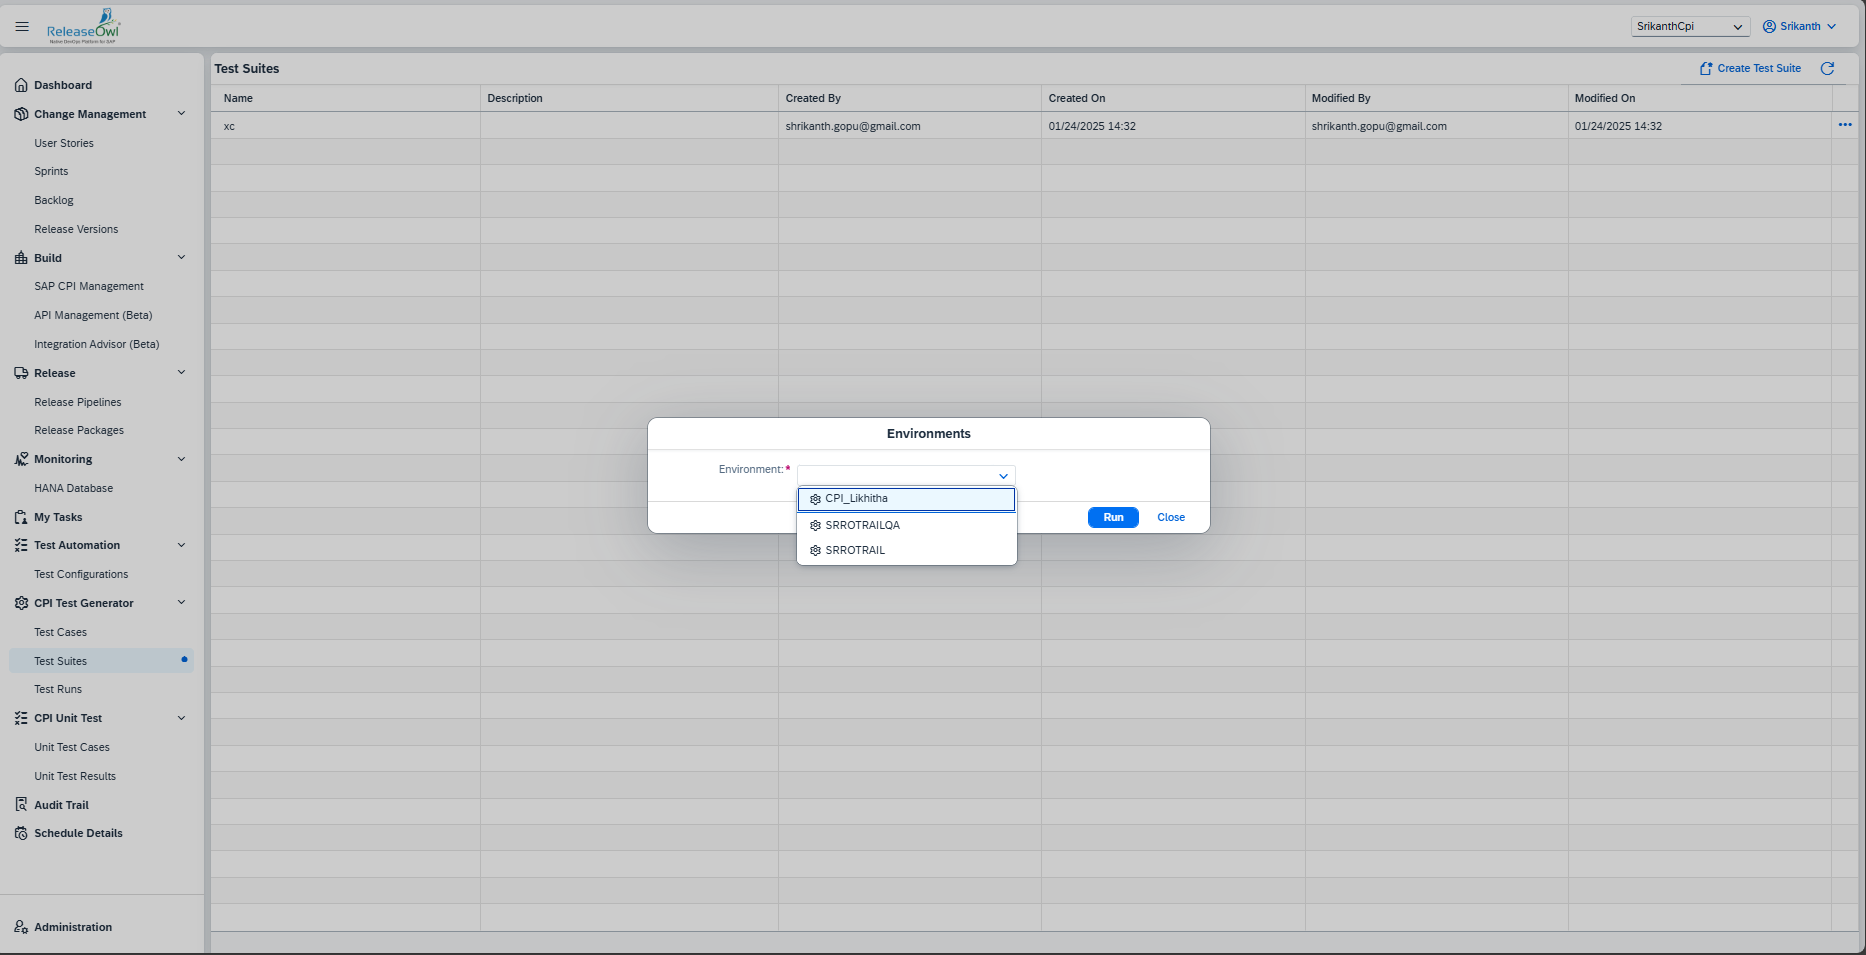 ReleaseOwl
Native DevOps Platform for SAP
SrikanthCpi
Srikanth
Dashboard
Change Management
User Stories
Sprints
Backlog
Release Versions
Build
SAP CPI Management
API Management (Beta)
Integration Advisor (Beta)
Release
Release Pipelines
Release Packages
Monitoring
HANA Database
My Tasks
Test Automation
Test Configurations
CPI Test Generator
Test Cases
Test Suites
Test Runs
CPI Unit Test
Unit Test Cases
Unit Test Results
Audit Trail
Schedule Details
Administration
Test Suites
Create Test Suite
Name Description Created By Created On Modified By Modified On
xc shrikanth.gopu@gmail.com 01/24/2025 14:32 shrikanth.gopu@gmail.com 01/24/2025 14:32
Environments
Environment:*
CPI_Likhitha
SRROTRAILQA
SRROTRAIL
Run Close